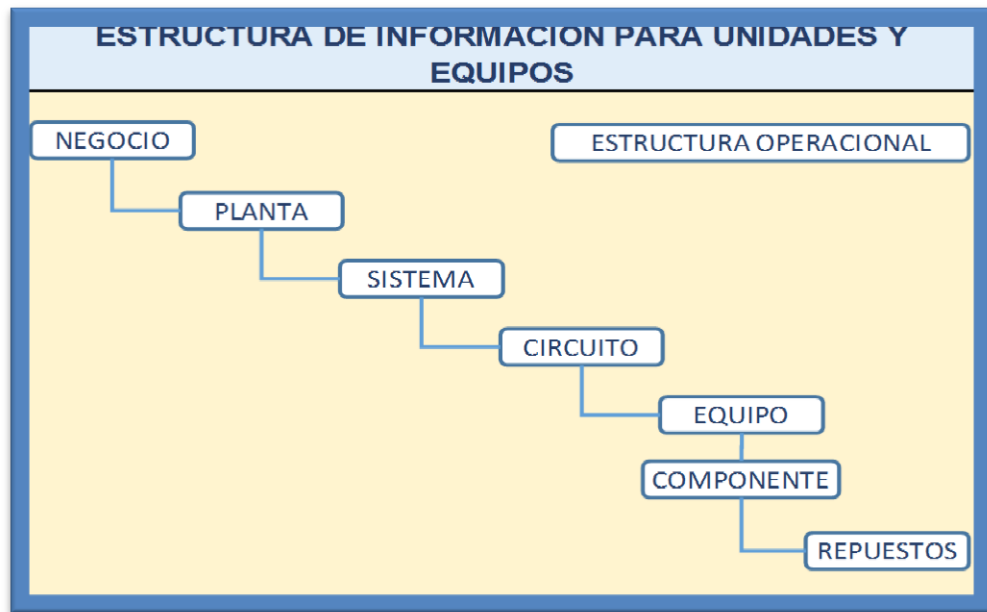 ESTRUCTURA DE INFORMACION PARA UNIDADES Y
EQUIPOS
NEGOCIO
ESTRUCTURA OPERACIONAL
PLANTA
SISTEMA
CIRCUITO
EQUIPO
COMPONENTE
REPUESTOS